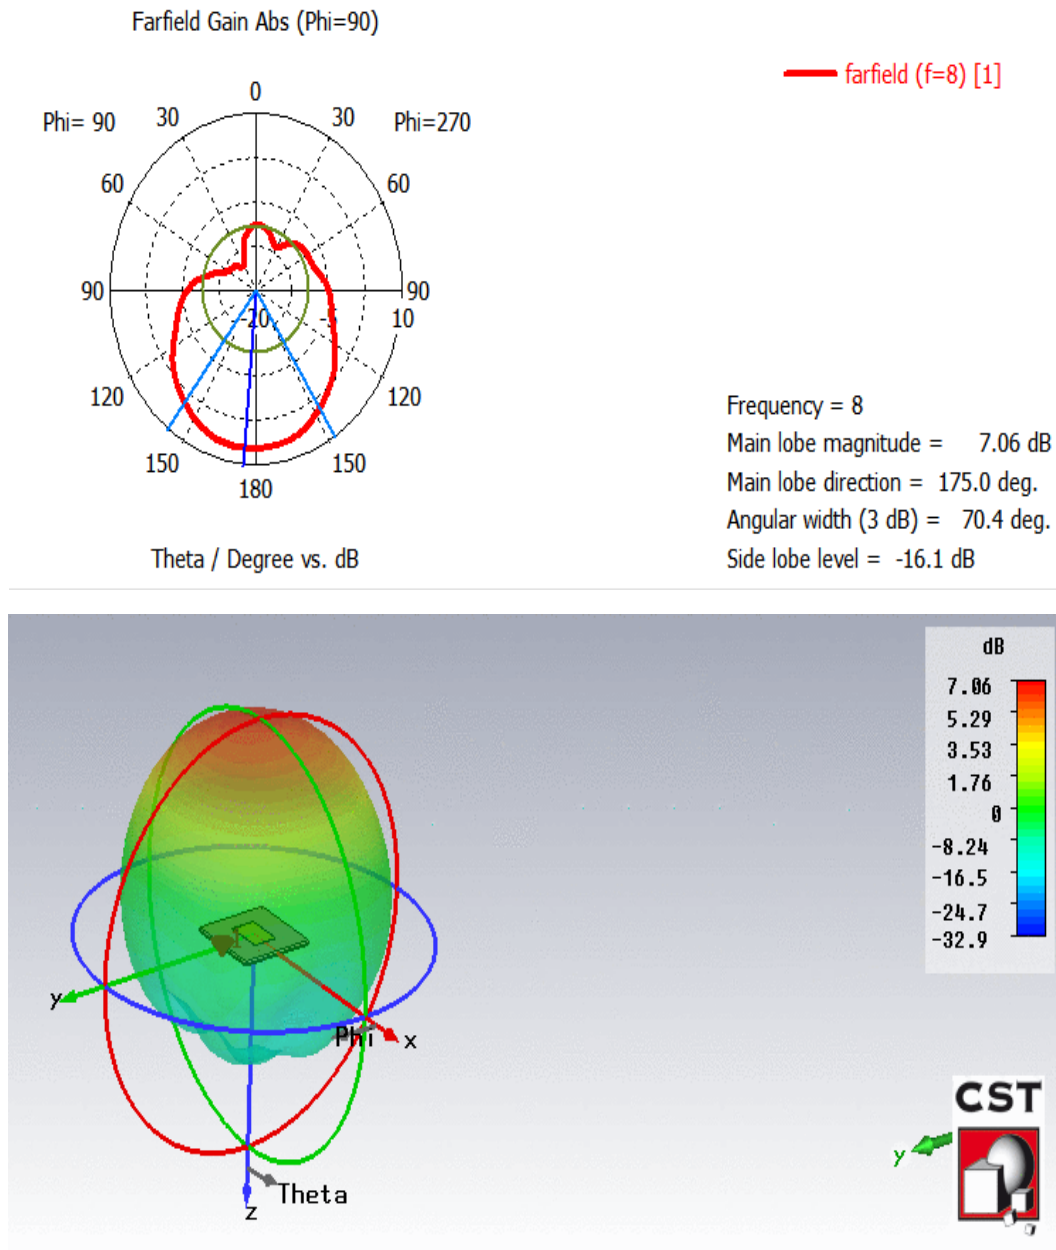 Farfield Gain Abs (Phi=90)
farfield (f=8) [1]
0
Phi= 90 30 30 Phi=270
60 60
90 90
-20 -5 10
120 120
150 150
180
Theta / Degree vs. dB
Frequency = 8
Main lobe magnitude = 7.06 dB
Main lobe direction = 175.0 deg.
Angular width (3 dB) = 70.4 deg.
Side lobe level = -16.1 dB
dB
7.06
5.29
3.53
1.76
0
-8.24
-16.5
-24.7
-32.9
y
Phi
x
Theta
z
CST
y